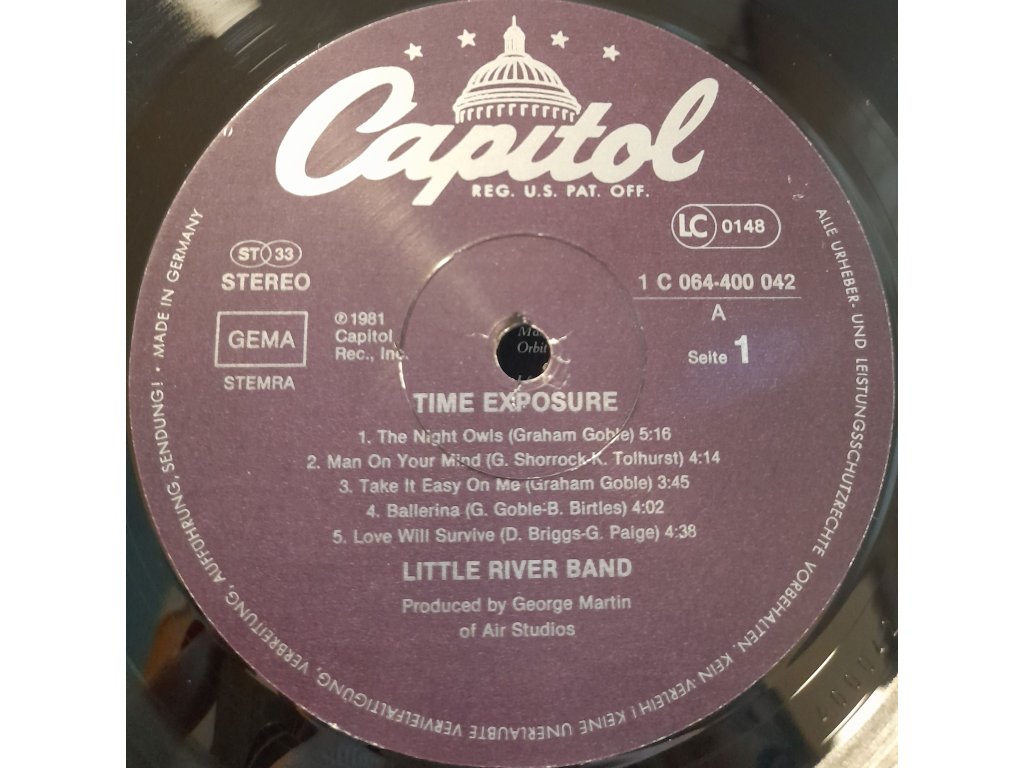 Capitol
REG. U.S. PAT. OFF.
LC 0148
ST 33
STEREO
1 C 064-400 042
GEMA
STEMRA
℗ 1981
Capitol
Rec., Inc.
A
Seite 1
Orbit
TIME EXPOSURE
1. The Night Owls (Graham Goble) 5:16
2. Man On Your Mind (G. Shorrock-K. Tolhurst) 4:14
3. Take It Easy On Me (Graham Goble) 3:45
4. Ballerina (G. Goble-B. Birtles) 4:02
5. Love Will Survive (D. Briggs-G. Paige) 4:38
LITTLE RIVER BAND
Produced by George Martin
of Air Studios
ALLE URHEBER- UND LEISTUNGSSCHUTZRECHTE VORBEHALTEN. KEIN VERLEIH! KEINE UNERLAUBTE VERVIELFÄLTIGUNG, VERBREITUNG, AUFFÜHRUNG, SENDUNG! • MADE IN GERMANY